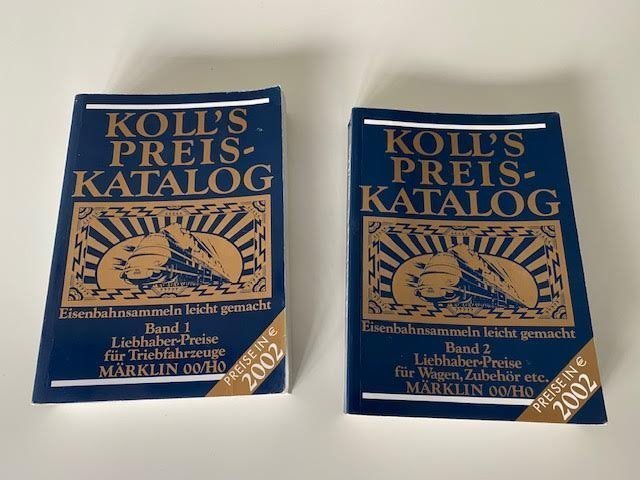 KOLL'S
PREIS-
KATALOG
Eisenbahnsammeln leicht gemacht
Band 1
Liebhaber-Preise
für Triebfahrzeuge
MÄRKLIN 00/H0
PREISE IN €
2002
KOLL'S
PREIS-
KATALOG
Eisenbahnsammeln leicht gemacht
Band 2
Liebhaber-Preise
für Wagen, Zubehör etc.
MÄRKLIN 00/H0
PREISE IN €
2002